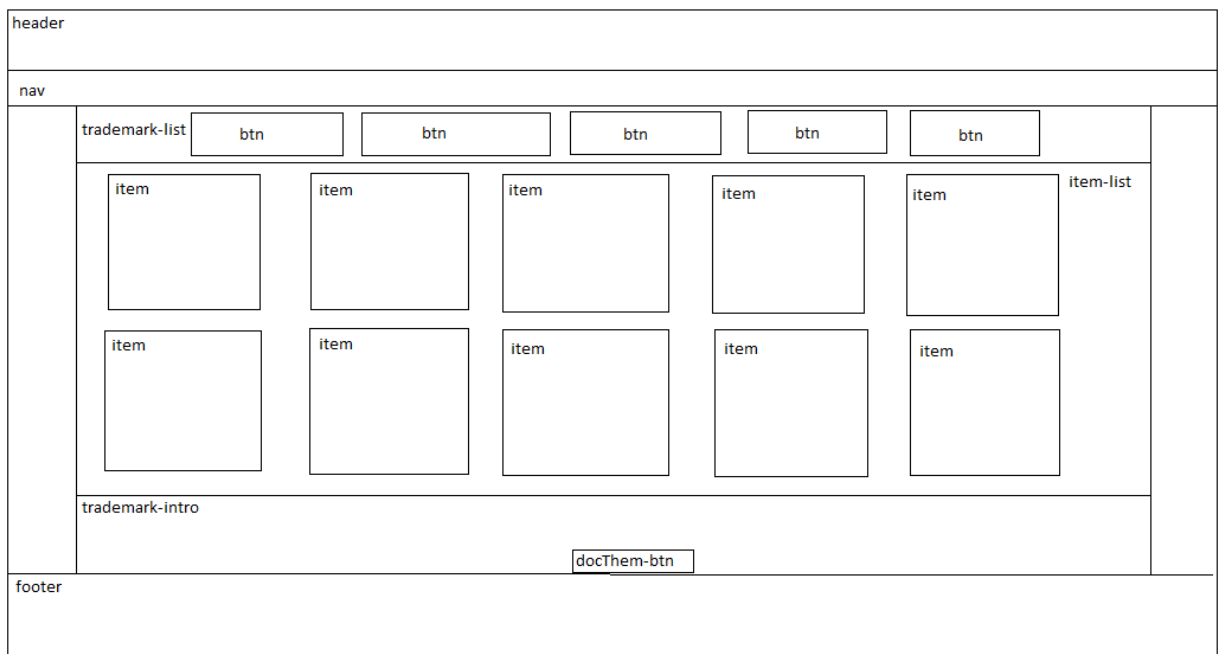 header
nav
trademark-list
btn
btn
btn
btn
btn
item
item
item
item
item
item-list
item
item
item
item
item
trademark-intro
docThem-btn
footer